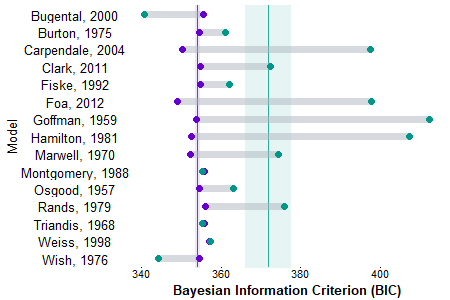 Bugental, 2000
Burton, 1975
Carpendale, 2004
Clark, 2011
Fiske, 1992
Foa, 2012
Goffman, 1959
Hamilton, 1981
Marwell, 1970
Montgomery, 1988
Osgood, 1957
Rands, 1979
Triandis, 1968
Weiss, 1998
Wish, 1976
Model
340 360 380 400
Bayesian Information Criterion (BIC)